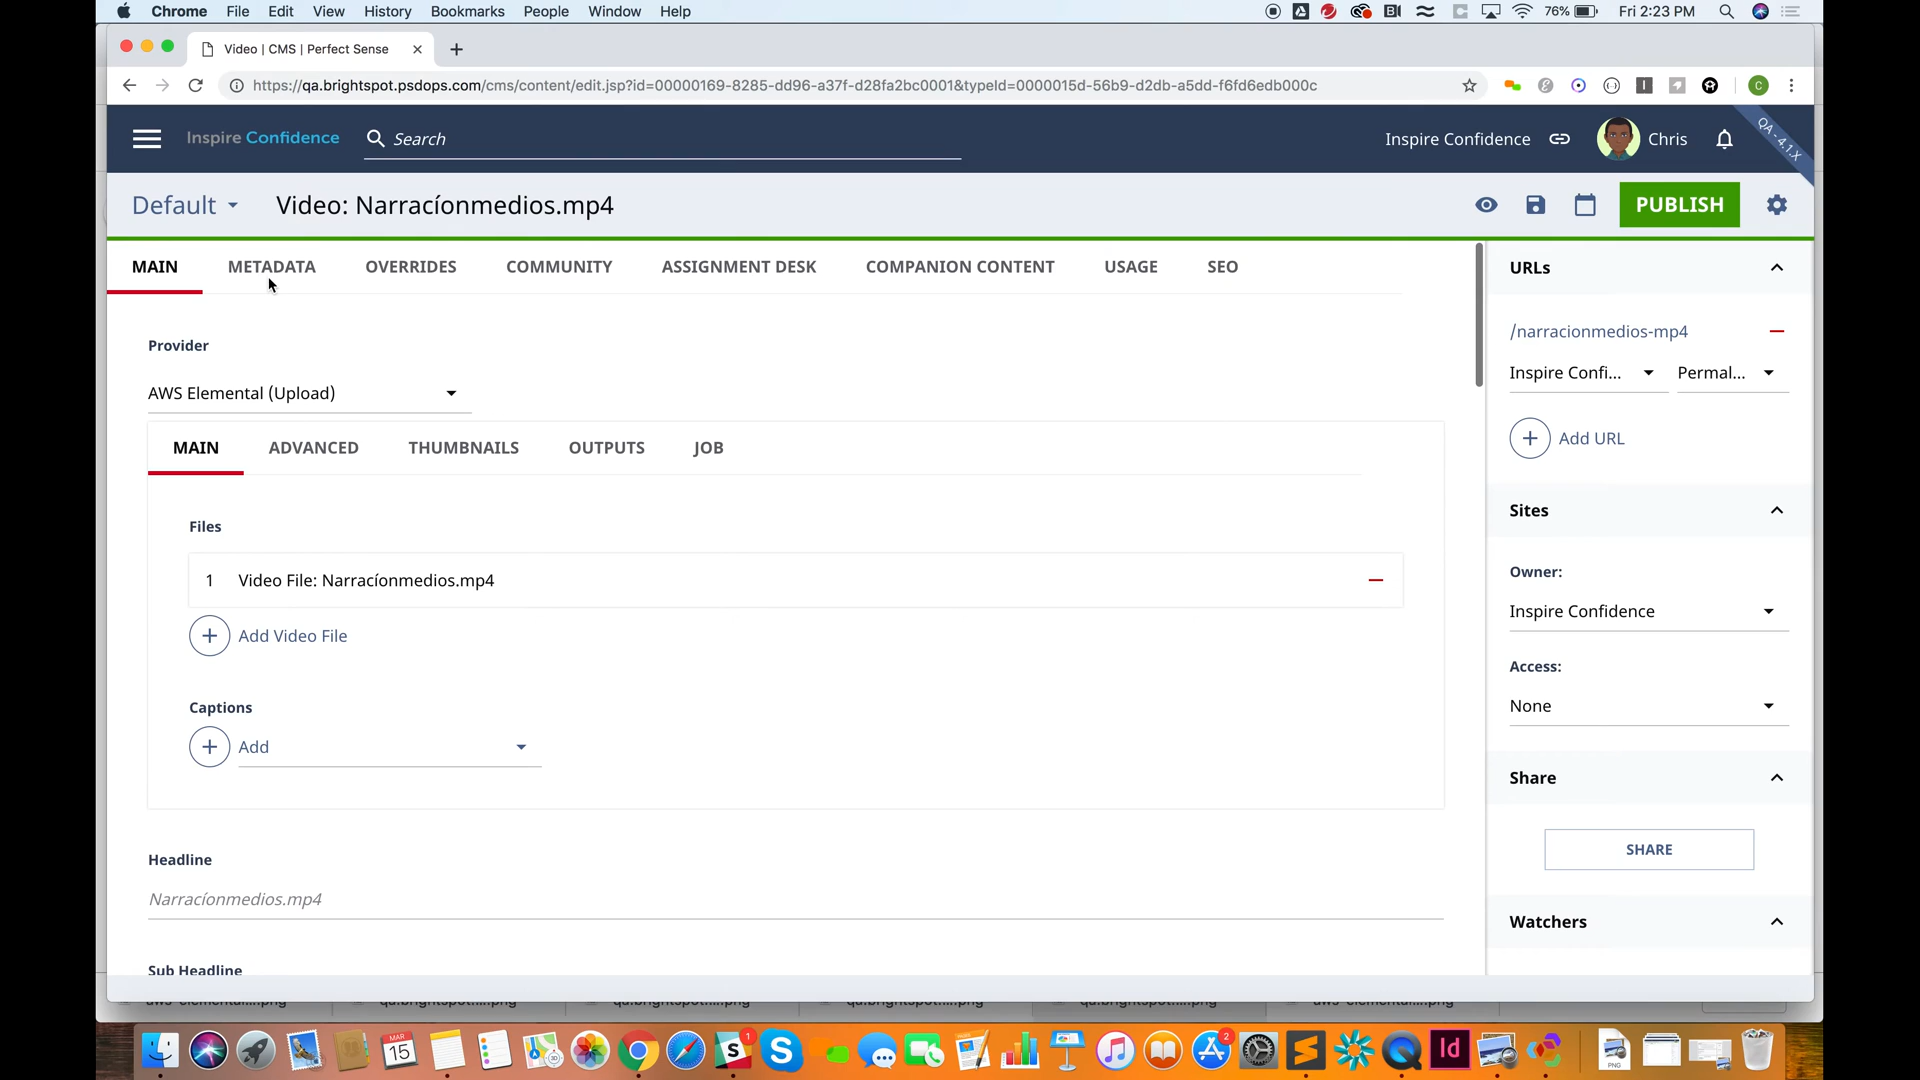 Chrome File Edit View History Bookmarks People Window Help 76% Fri 2:23 PM
Video | CMS | Perfect Sense
https://qa.brightspot.psdops.com/cms/content/edit.jsp?id=00000169-8285-dd96-a37f-d28fa2bc0001&typeId=0000015d-56b9-d2db-a5dd-f6fd6edb000c
C
Inspire Confidence Search Inspire Confidence Chris
QA - 4.1.X
Default Video: Narracíonmedios.mp4 PUBLISH
MAIN METADATA OVERRIDES COMMUNITY ASSIGNMENT DESK COMPANION CONTENT USAGE SEO
URLs
Provider
/narracionmedios-mp4
AWS Elemental (Upload)
Inspire Confi... Permal...
MAIN ADVANCED THUMBNAILS OUTPUTS JOB
Add URL
Files
Sites
1 Video File: Narracíonmedios.mp4
Owner:
Inspire Confidence
Add Video File
Access:
Captions
None
Add
Share
SHARE
Headline
Narracíonmedios.mp4
Watchers
Sub Headline
MAR
15
1
2
Id
PNG